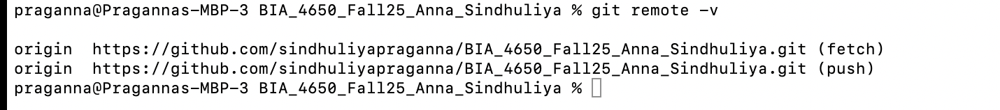 praganna@Pragannas-MBP-3 BIA_4650_Fall25_Anna_Sindhuliya % git remote -v
origin  https://github.com/sindhuliyapraganna/BIA_4650_Fall25_Anna_Sindhuliya.git (fetch)
origin  https://github.com/sindhuliyapraganna/BIA_4650_Fall25_Anna_Sindhuliya.git (push)
praganna@Pragannas-MBP-3 BIA_4650_Fall25_Anna_Sindhuliya %